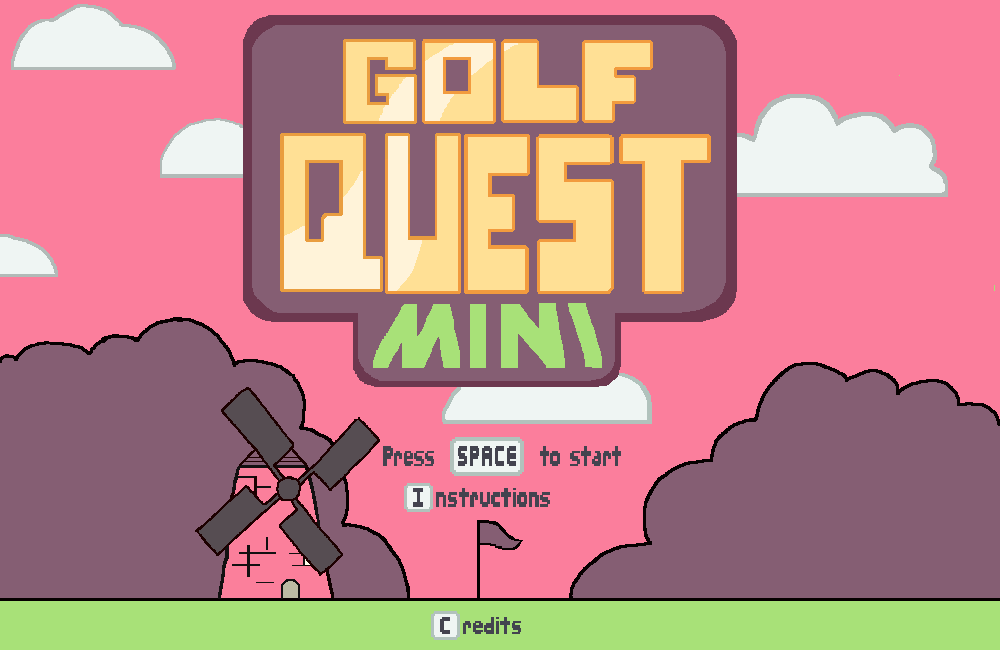 GOLF
QUEST
MINI
Press SPACE to start
Instructions
Credits